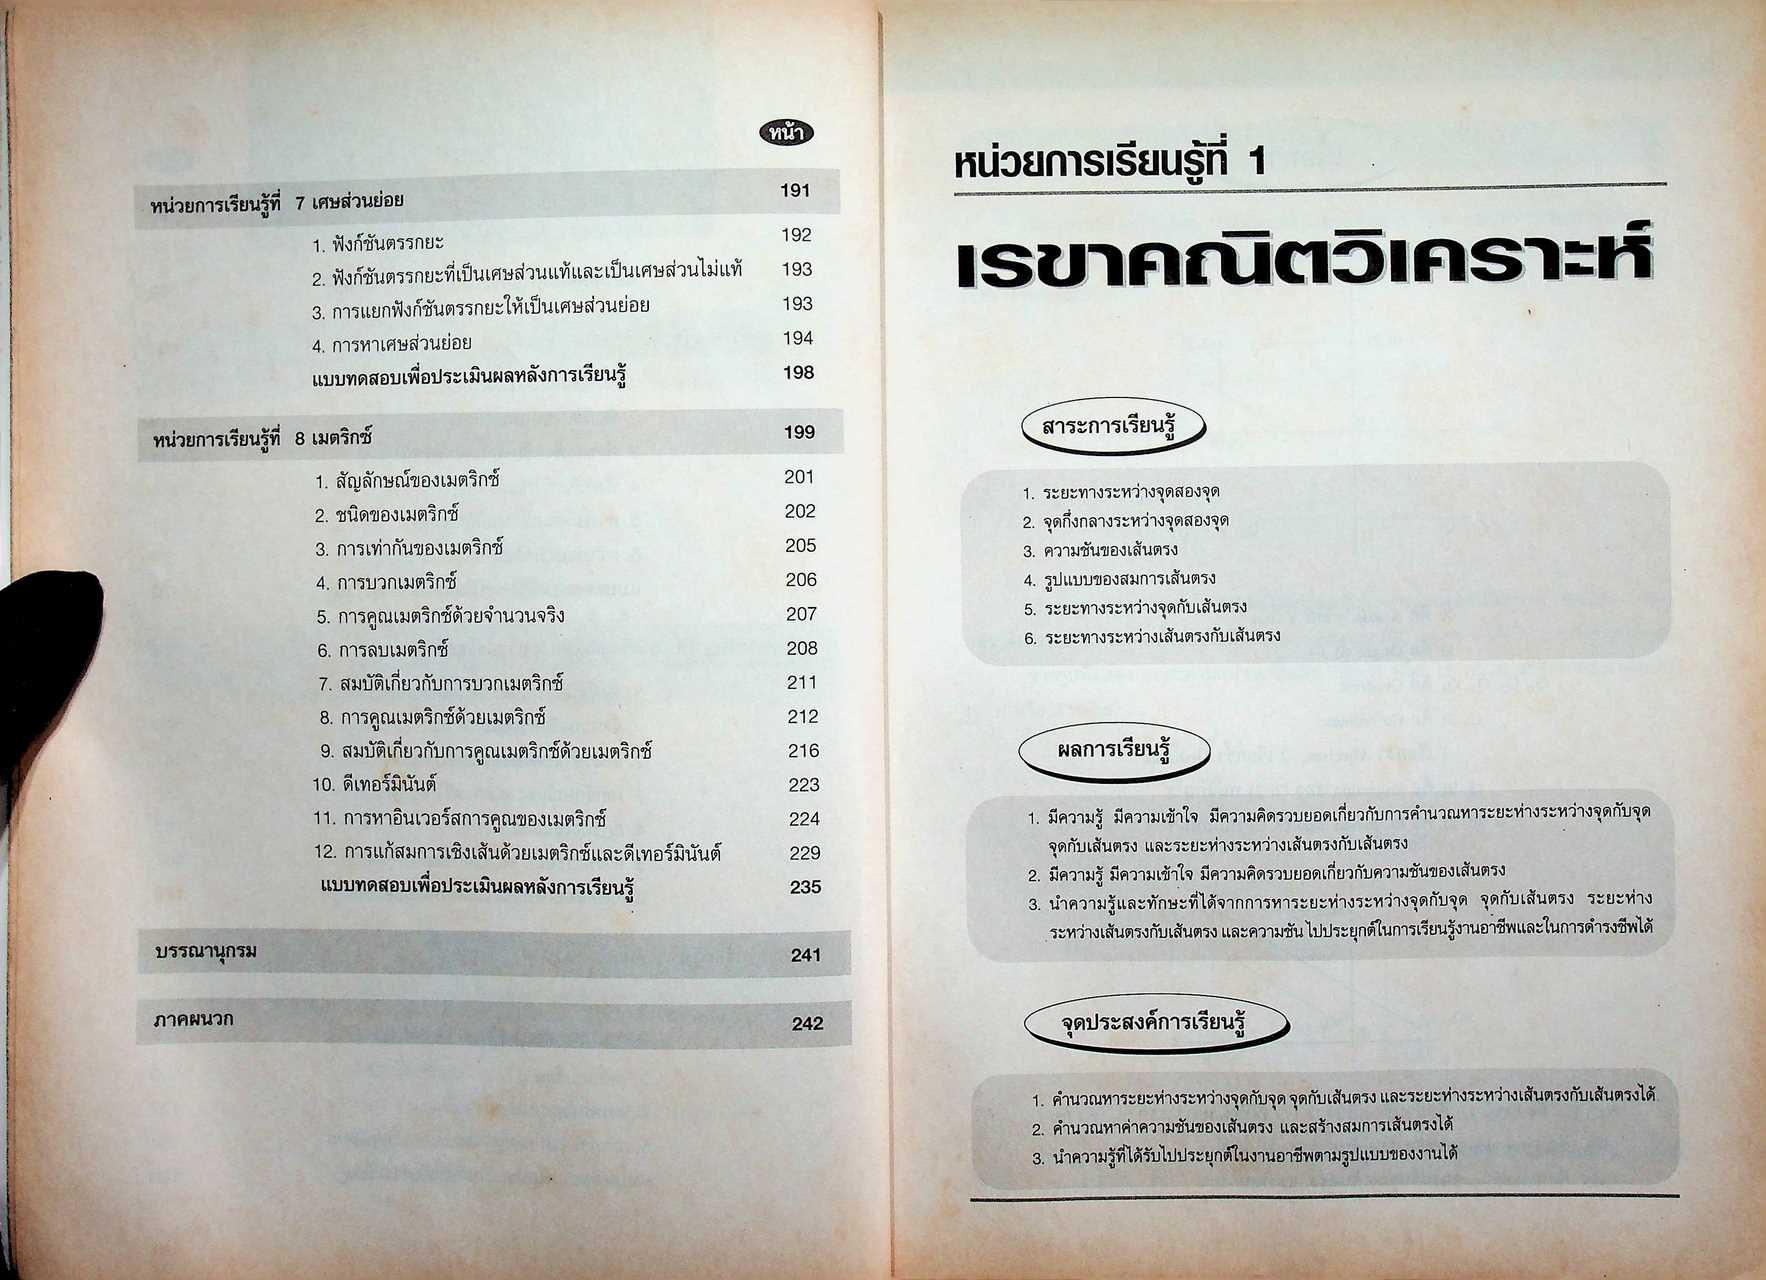 หน้า
หน่วยการเรียนรู้ที่ 7 เศษส่วนย่อย 191
1. ฟังก์ชันตรรกยะ 192
2. ฟังก์ชันตรรกยะที่เป็นเศษส่วนแท้และเป็นเศษส่วนไม่แท้ 193
3. การแยกฟังก์ชันตรรกยะให้เป็นเศษส่วนย่อย 193
4. การหาเศษส่วนย่อย 194
แบบทดสอบเพื่อประเมินผลหลังการเรียนรู้ 198
หน่วยการเรียนรู้ที่ 8 เมตริกซ์ 199
1. สัญลักษณ์ของเมตริกซ์ 201
2. ชนิดของเมตริกซ์ 202
3. การเท่ากันของเมตริกซ์ 205
4. การบวกเมตริกซ์ 206
5. การคูณเมตริกซ์ด้วยจำนวนจริง 207
6. การลบเมตริกซ์ 208
7. สมบัติเกี่ยวกับการบวกเมตริกซ์ 211
8. การคูณเมตริกซ์ด้วยเมตริกซ์ 212
9. สมบัติเกี่ยวกับการคูณเมตริกซ์ด้วยเมตริกซ์ 216
10. ดีเทอร์มินันต์ 223
11. การหาอินเวอร์สการคูณของเมตริกซ์ 224
12. การแก้สมการเชิงเส้นด้วยเมตริกซ์และดีเทอร์มินันต์ 229
แบบทดสอบเพื่อประเมินผลหลังการเรียนรู้ 235
บรรณานุกรม 241
ภาคผนวก 242
หน่วยการเรียนรู้ที่ 1
เรขาคณิตวิเคราะห์
สาระการเรียนรู้
1. ระยะทางระหว่างจุดสองจุด
2. จุดกึ่งกลางระหว่างจุดสองจุด
3. ความชันของเส้นตรง
4. รูปแบบของสมการเส้นตรง
5. ระยะทางระหว่างจุดกับเส้นตรง
6. ระยะทางระหว่างเส้นตรงกับเส้นตรง
ผลการเรียนรู้
1. มีความรู้ มีความเข้าใจ มีความคิดรวบยอดเกี่ยวกับการคำนวณหาระยะห่างระหว่างจุดกับจุด
จุดกับเส้นตรง และระยะห่างระหว่างเส้นตรงกับเส้นตรง
2. มีความรู้ มีความเข้าใจ มีความคิดรวบยอดเกี่ยวกับความชันของเส้นตรง
3. นำความรู้และทักษะที่ได้จากการหาระยะห่างระหว่างจุดกับจุด จุดกับเส้นตรง ระยะห่าง
ระหว่างเส้นตรงกับเส้นตรง และความชัน ไปประยุกต์ในการเรียนรู้งานอาชีพและในการดำรงชีพได้
จุดประสงค์การเรียนรู้
1. คำนวณหาระยะห่างระหว่างจุดกับจุด จุดกับเส้นตรง และระยะห่างระหว่างเส้นตรงกับเส้นตรงได้
2. คำนวณหาค่าความชันของเส้นตรง และสร้างสมการเส้นตรงได้
3. นำความรู้ที่ได้รับไปประยุกต์ในงานอาชีพตามรูปแบบของงานได้